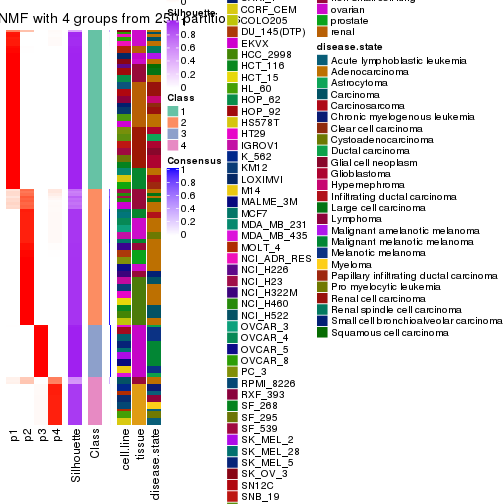 NMF with 4 groups from 250 partitions
Silhouette
1
0.8
0.6
0.4
0.2
0
Class
1
2
3
4
Consensus
1
0.8
0.6
0.4
0.2
0
p1
p2
p3
p4
Silhouette
Class
cell.line
tissue
disease.state
CCRF_CEM
COLO205
DU_145(DTP)
EKVX
HCC_2998
HCT_116
HCT_15
HL_60
HOP_62
HOP_92
HS578T
HT29
IGROV1
K_562
KM12
LOXIMVI
M14
MALME_3M
MCF7
MDA_MB_231
MDA_MB_435
MOLT_4
NCI_ADR_RES
NCI_H226
NCI_H23
NCI_H322M
NCI_H460
NCI_H522
OVCAR_3
OVCAR_4
OVCAR_5
OVCAR_8
PC_3
RPMI_8226
RXF_393
SF_268
SF_295
SF_539
SK_MEL_2
SK_MEL_28
SK_MEL_5
SK_OV_3
SN12C
SNB_19
ovarian
prostate
renal
disease.state
Acute lymphoblastic leukemia
Adenocarcinoma
Astrocytoma
Carcinoma
Carcinosarcoma
Chronic myelogenous leukemia
Clear cell carcinoma
Cystoadenocarcinoma
Ductal carcinoma
Glial cell neoplasm
Glioblastoma
Hypernephroma
Infiltrating ductal carcinoma
Large cell carcinoma
Lymphoma
Malignant amelanotic melanoma
Malignant melanotic melanoma
Melanotic melanoma
Myeloma
Papillary infiltrating ductal carcinoma
Pro myelocytic leukemia
Renal cell carcinoma
Renal spindle cell carcinoma
Small cell bronchioalveolar carcinoma
Squamous cell carcinoma